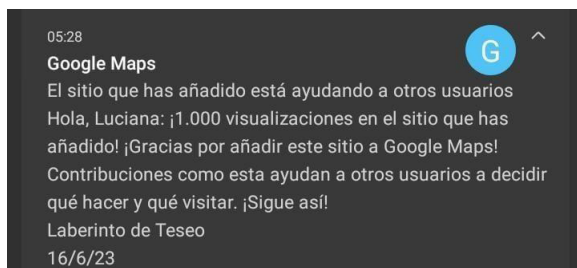 05:28
G
Google Maps
El sitio que has añadido está ayudando a otros usuarios
Hola, Luciana: ¡1.000 visualizaciones en el sitio que has
añadido! ¡Gracias por añadir este sitio a Google Maps!
Contribuciones como esta ayudan a otros usuarios a decidir
qué hacer y qué visitar. ¡Sigue así!
Laberinto de Teseo
16/6/23